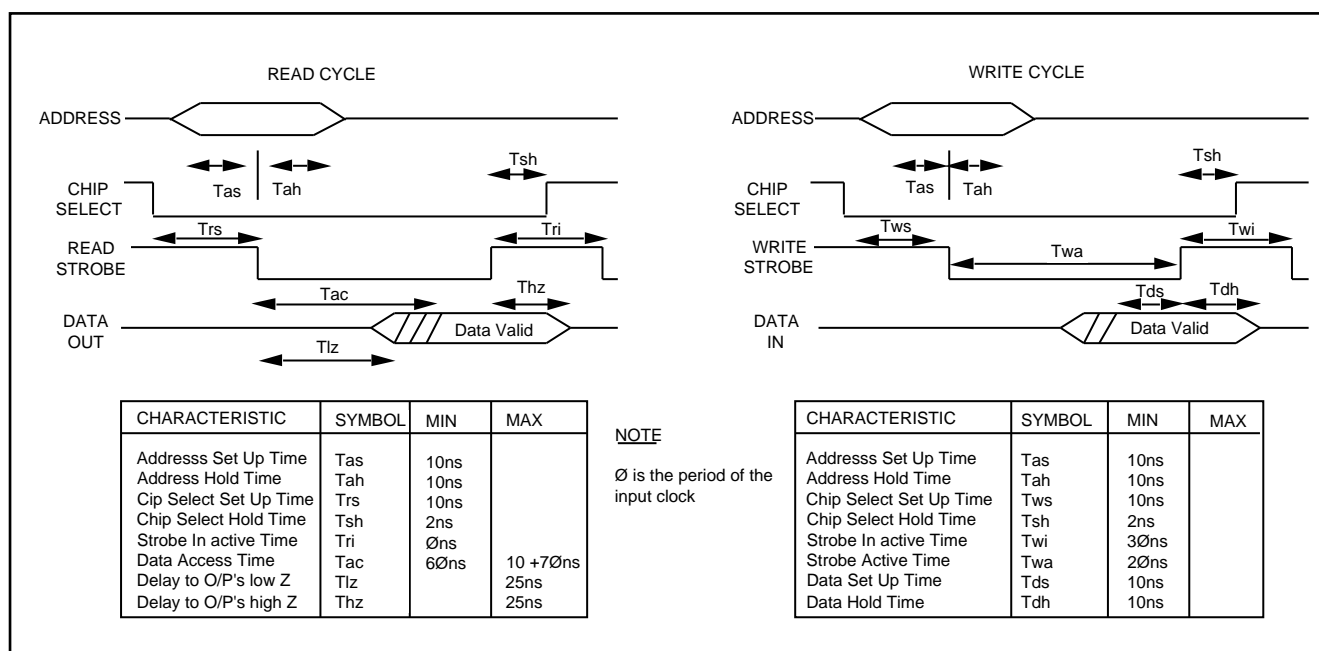 READ CYCLE
ADDRESS
Tas
Tah
Tsh
CHIP
SELECT
Trs
Tri
READ
STROBE
Tac
Thz
DATA
OUT
Data Valid
Tlz
WRITE CYCLE
ADDRESS
Tas
Tah
Tsh
CHIP
SELECT
Tws
Twi
WRITE
STROBE
Twa
Tds
Tdh
DATA
IN
Data Valid
CHARACTERISTIC SYMBOL MIN MAX
Addresss Set Up Time Tas 10ns
Address Hold Time Tah 10ns
Cip Select Set Up Time Trs 10ns
Chip Select Hold Time Tsh 2ns
Strobe In active Time Tri Øns
Data Access Time Tac 6Øns 10 +7Øns
Delay to O/P's low Z Tlz 25ns
Delay to O/P's high Z Thz 25ns
NOTE
Ø is the period of the
input clock
CHARACTERISTIC SYMBOL MIN MAX
Addresss Set Up Time Tas 10ns
Address Hold Time Tah 10ns
Chip Select Set Up Time Tws 10ns
Chip Select Hold Time Tsh 2ns
Strobe In active Time Twi 3Øns
Strobe Active Time Twa 2Øns
Data Set Up Time Tds 10ns
Data Hold Time Tdh 10ns